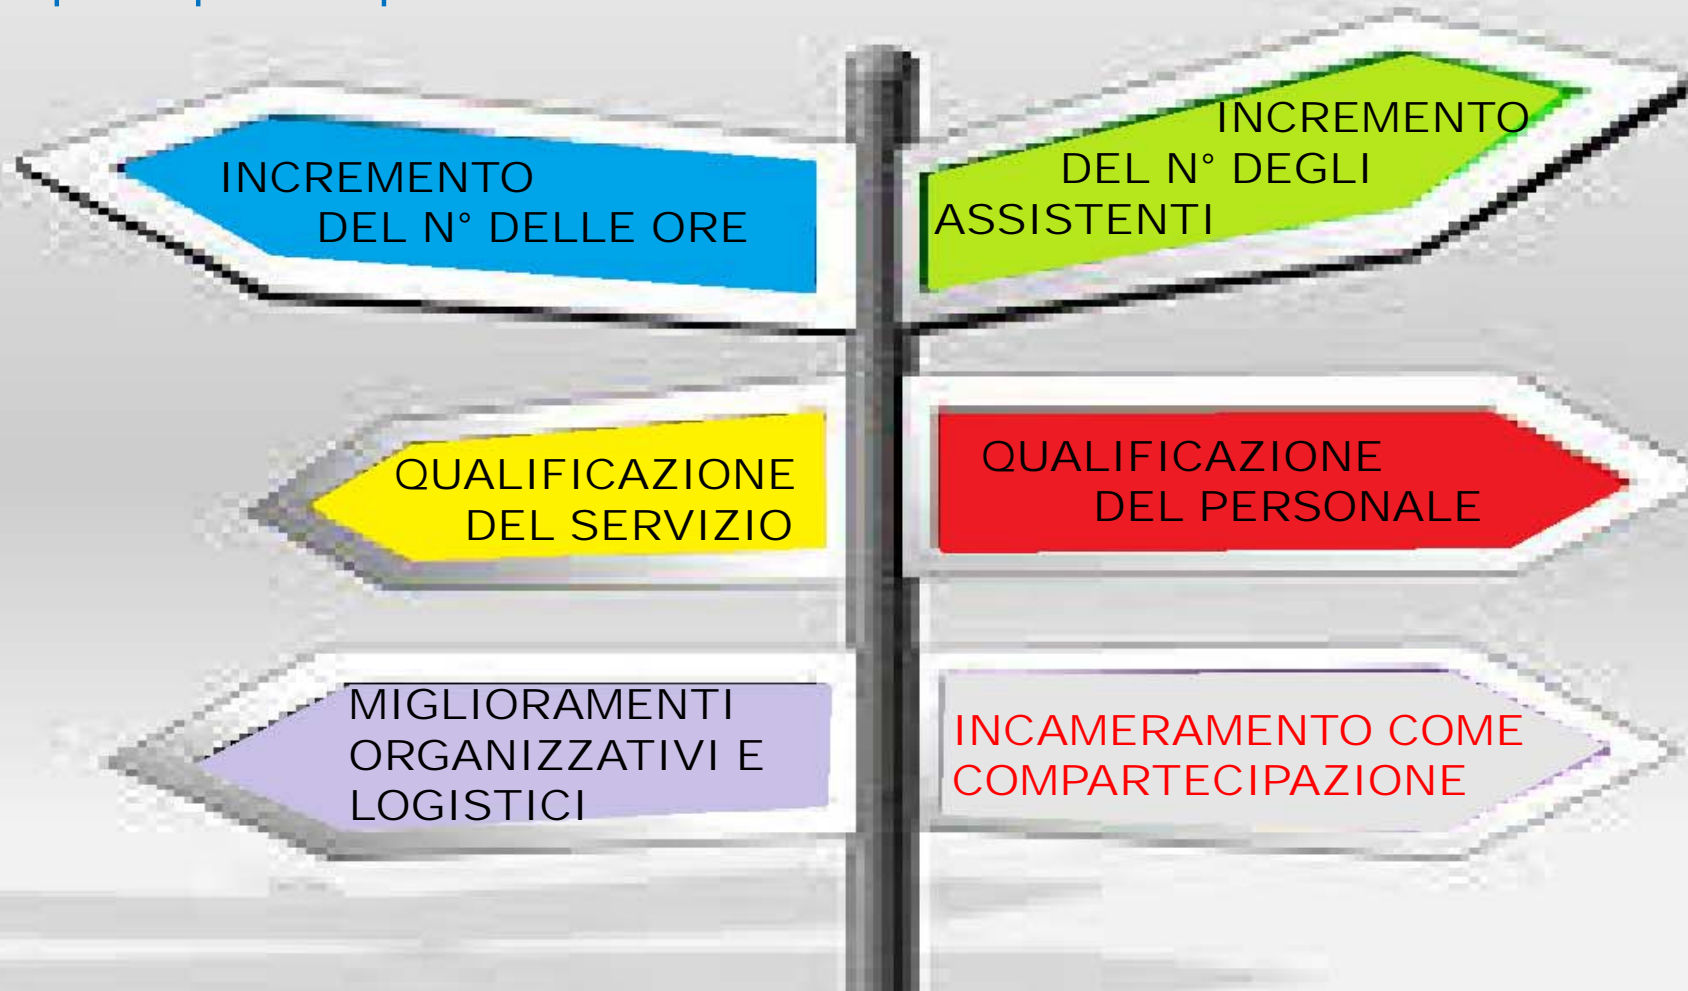 INCREMENTO
DEL N° DELLE ORE
INCREMENTO
DEL N° DEGLI
ASSISTENTI
QUALIFICAZIONE
DEL SERVIZIO
QUALIFICAZIONE
DEL PERSONALE
MIGLIORAMENTI
ORGANIZZATIVI E
LOGISTICI
INCAMERAMENTO COME
COMPARTECIPAZIONE